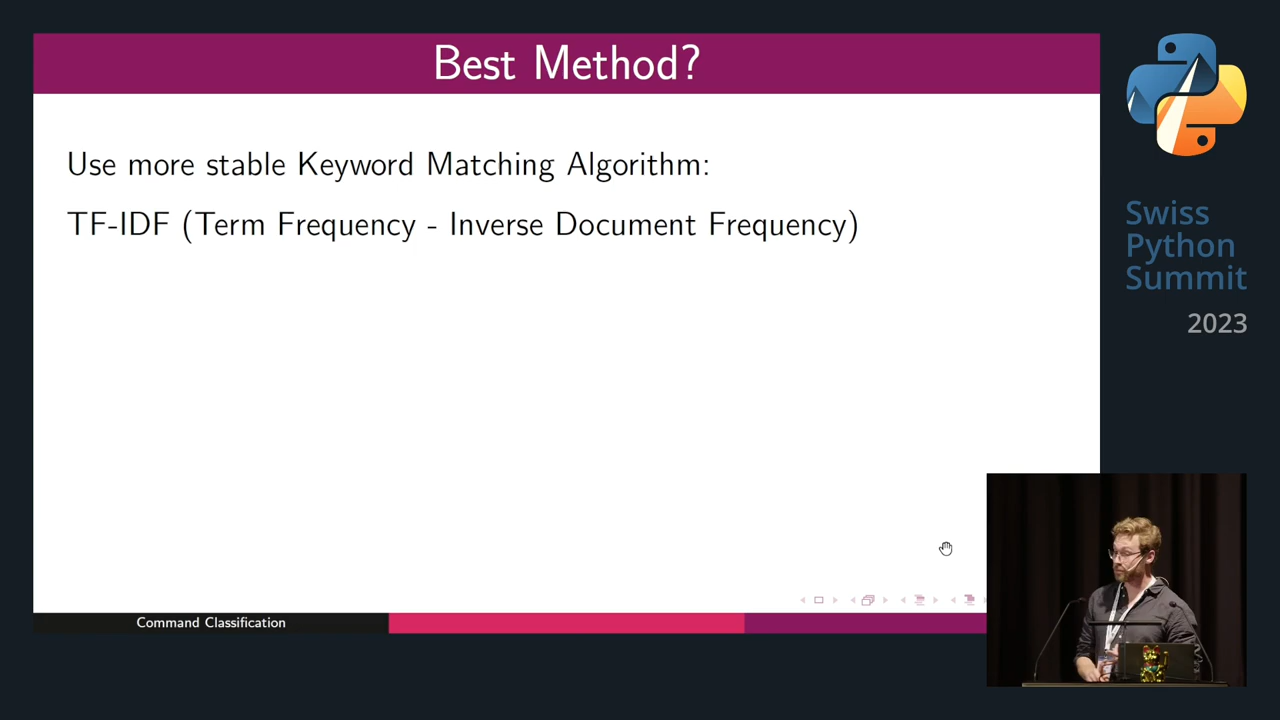 Best Method?
Use more stable Keyword Matching Algorithm:
TF-IDF (Term Frequency - Inverse Document Frequency)
Command Classification
Swiss
Python
Summit
2023